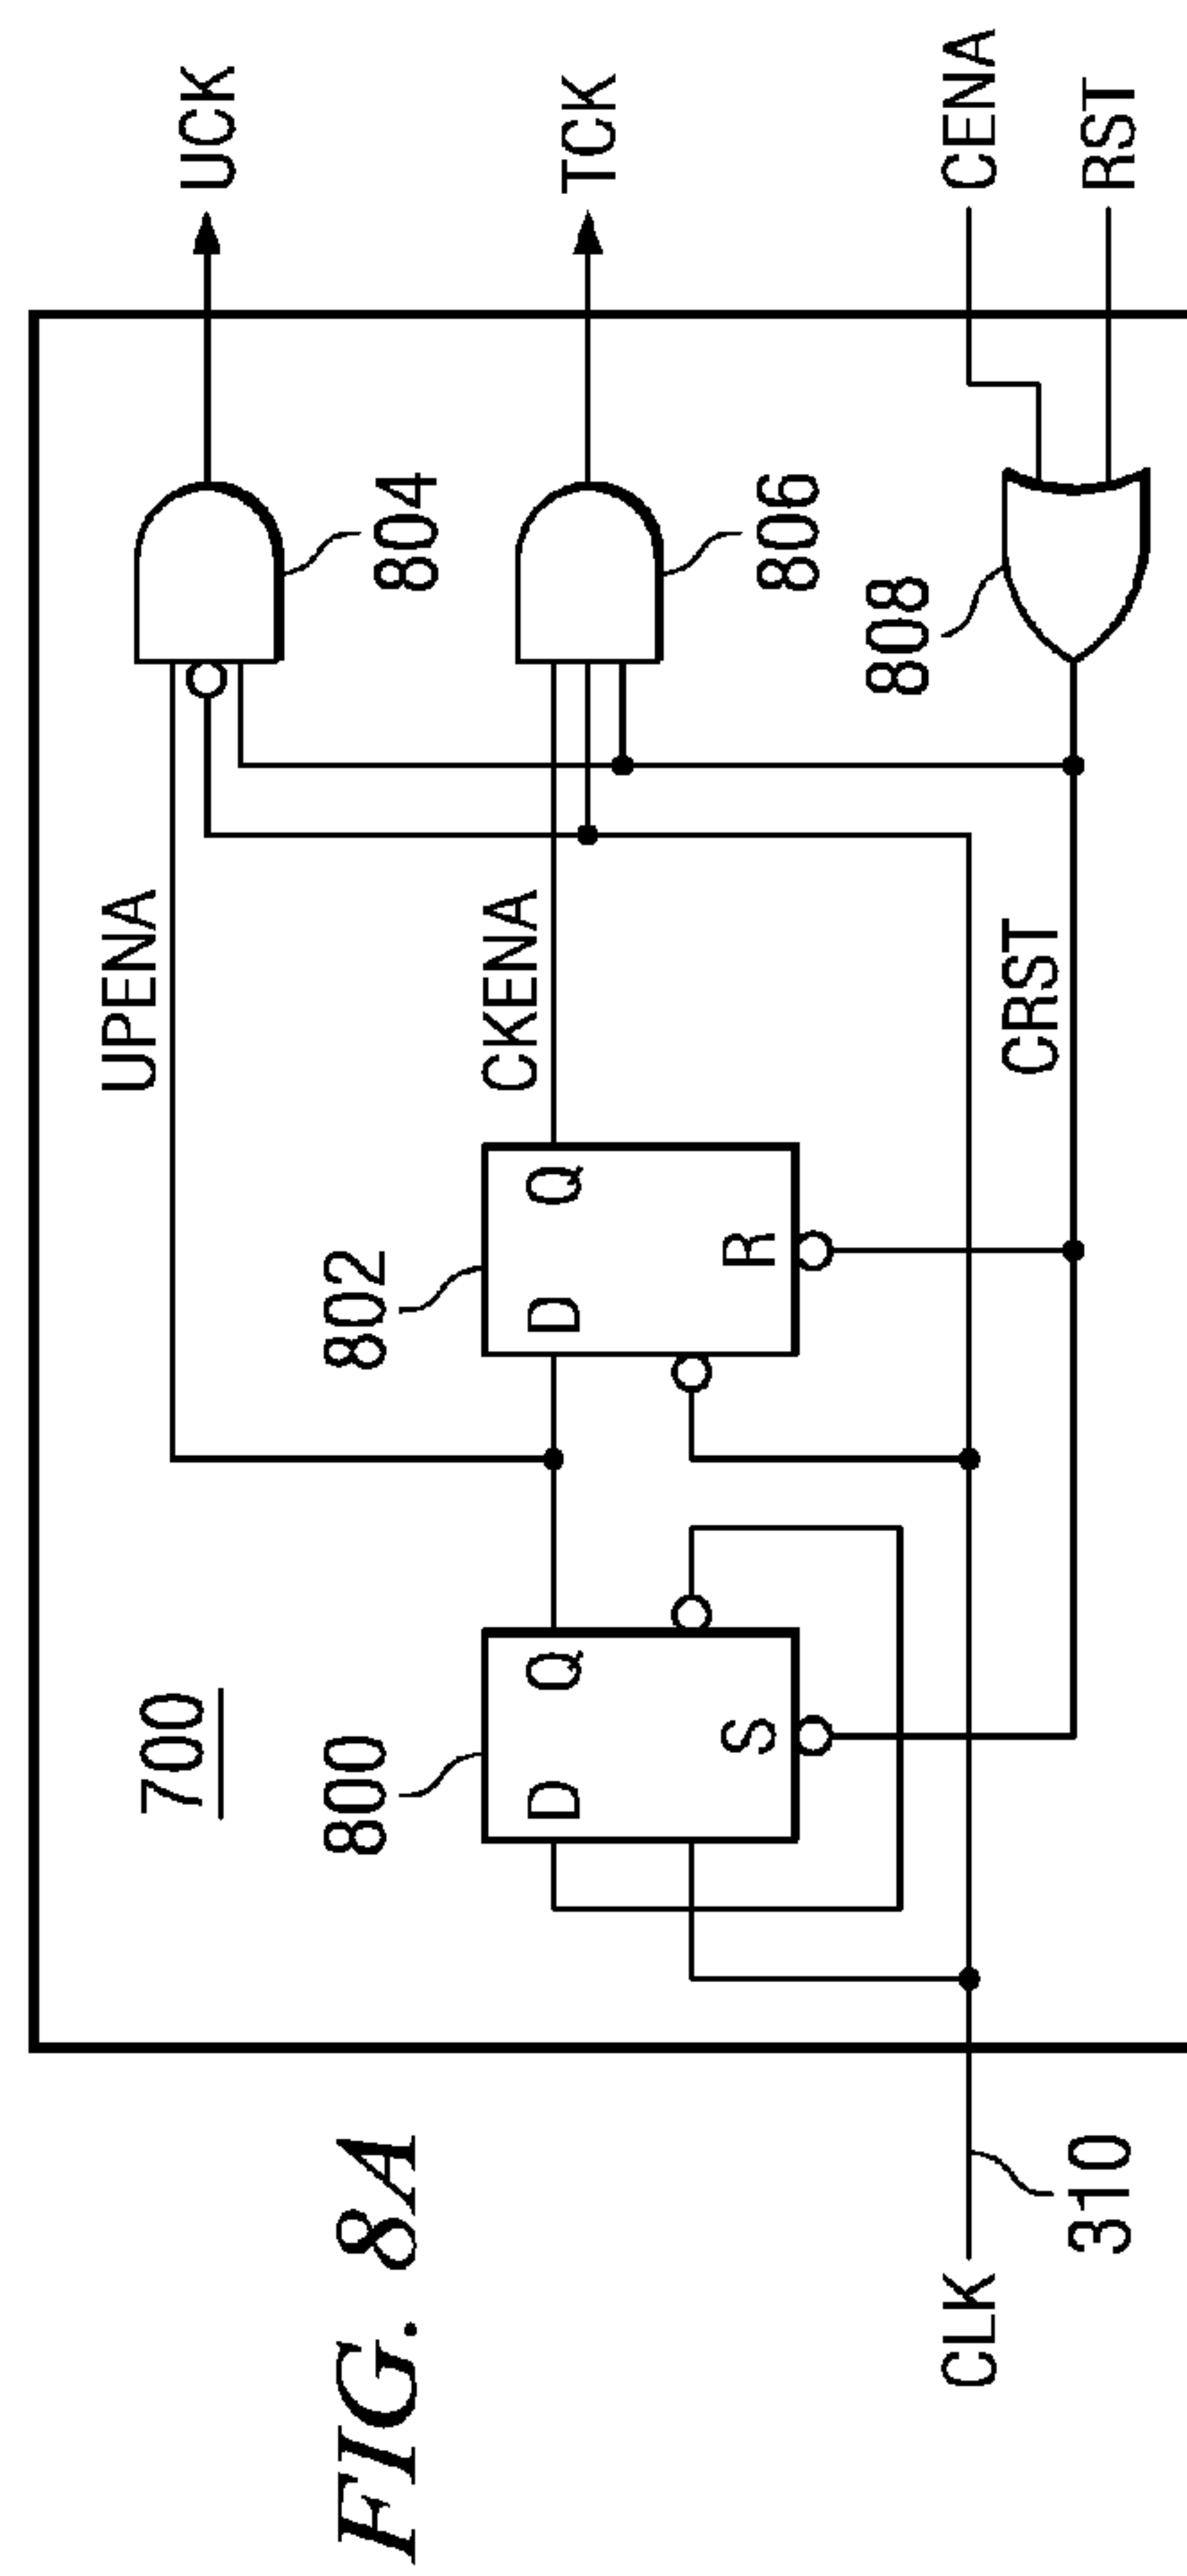 FIG. 8A
700
UPENA
UCK
804
800
D
Q
S
802
D
Q
R
CKENA
TCK
806
808
CRST
CENA
RST
CLK
310